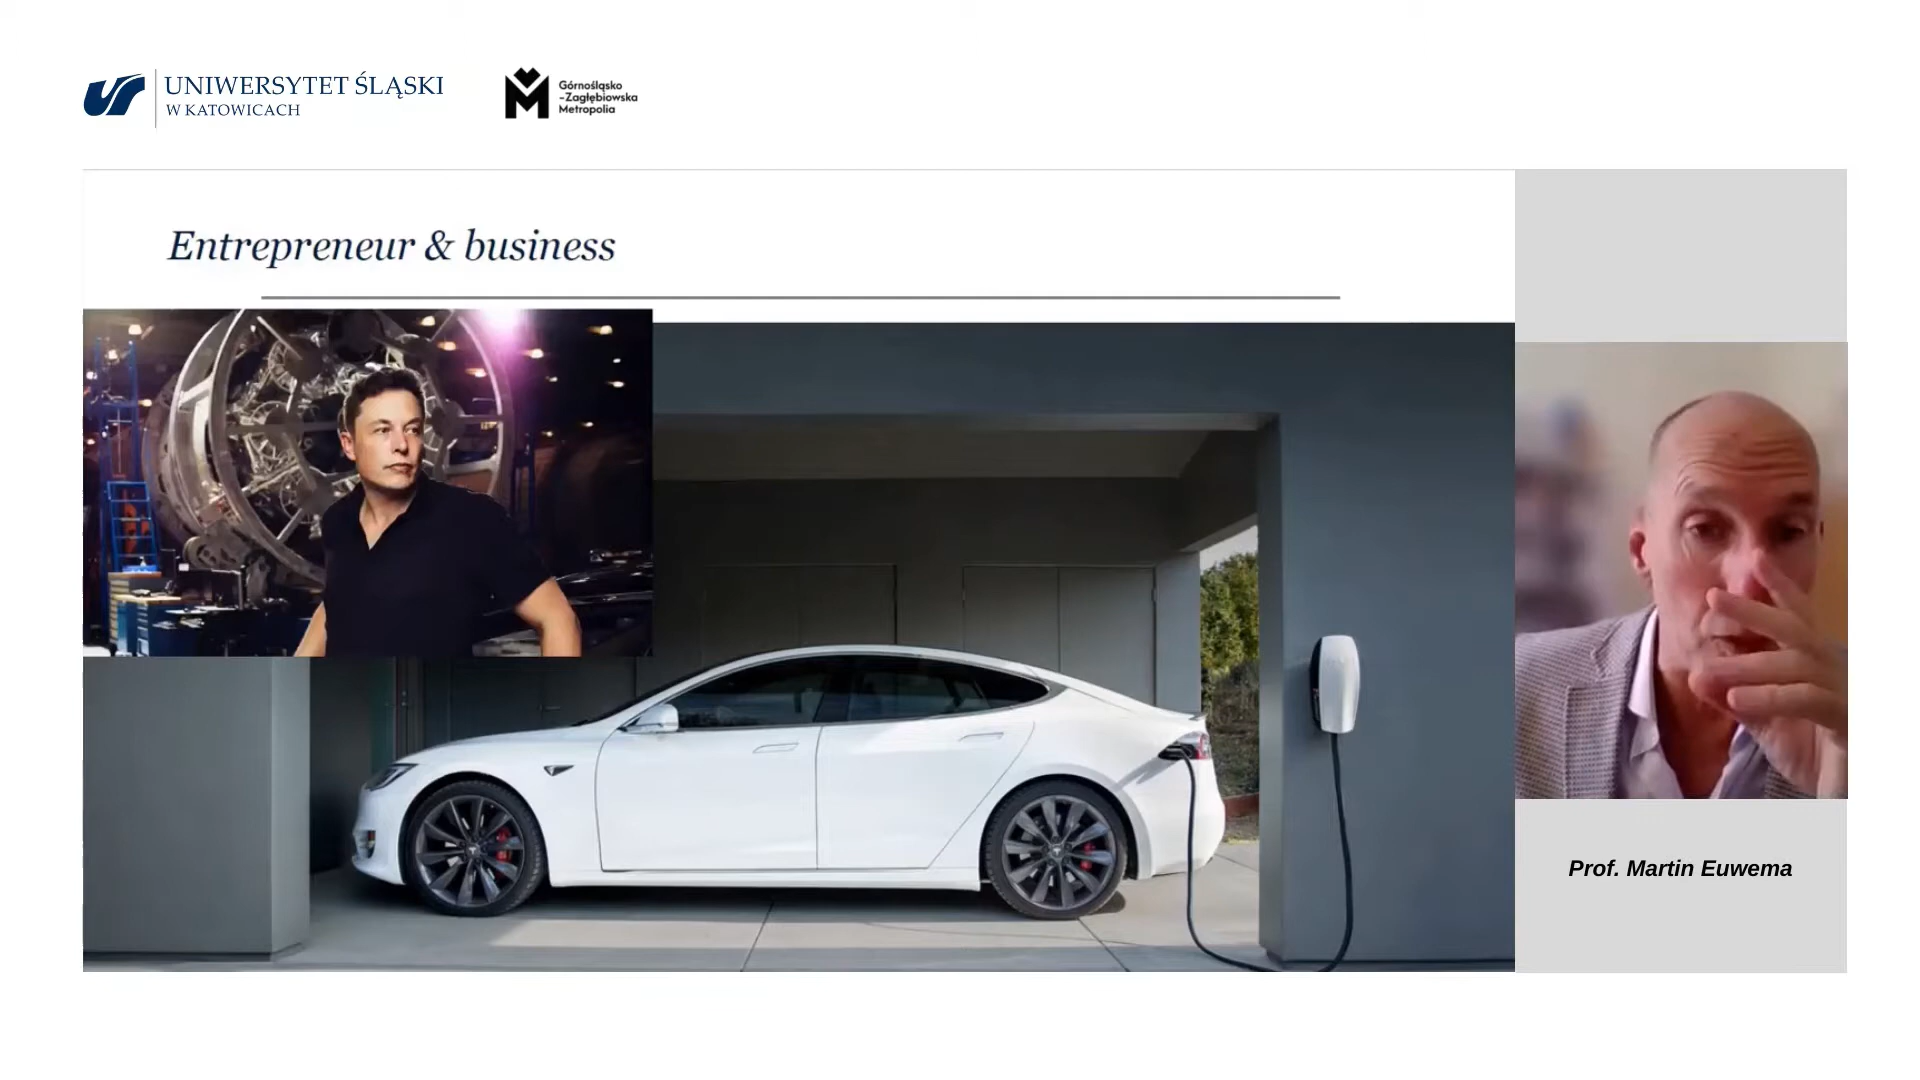 UNIWERSYTET ŚLĄSKI
W KATOWICACH
Górnośląsko
-Zagłębiowska
Metropolia
Entrepreneur & business
Prof. Martin Euwema